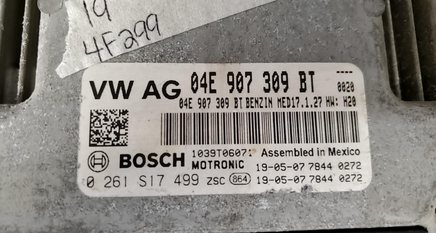 19
4F299
VW AG 04E 907 309 BT 0020
04E 907 309 BT BENZIN MED17.1.27 HW: H20
1039T06071 Assembled in Mexico
BOSCH MOTRONIC 19-05-07 7844 0272
0 261 S17 499 ZSC 864 19-05-07 7844 0272